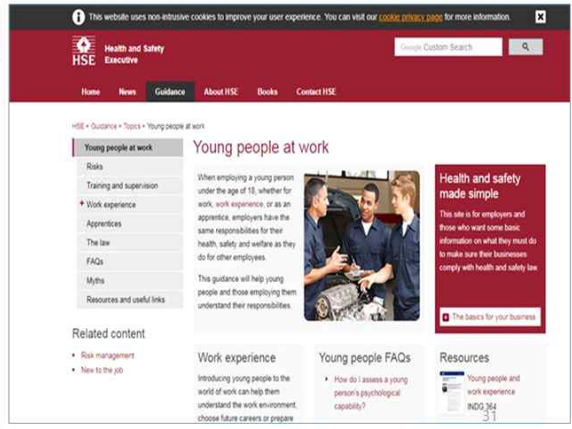 This website uses non-intrusive cookies to improve your user experience. You can visit our cookie privacy page for more information.
HSE
Health and Safety
Executive
Google Custom Search
Home News Guidance About HSE Books Contact HSE
HSE Guidance Topics Young people at work
Young people at work
Risks
Training and supervision
Work experience
Apprentices
The law
FAQs
Myths
Resources and useful links
Related content
Risk management
New to the job
Young people at work
When employing a young person
under the age of 18, whether for
work, work experience, or as an
apprentice, employers have the
same responsibilities for their
health, safety and welfare as they
do for other employees.
This guidance will help young
people and those employing them
understand their responsibilities.
Health and safety
made simple
This site is for employers and
those who want some basic
information on what they must do
to make sure their businesses
comply with health and safety law.
The basics for your business
Work experience
Introducing young people to the
world of work can help them
understand the work environment,
choose future careers or prepare
Young people FAQs
How do I assess a young
person's psychological
capability?
Resources
Young people and
work experience
INDG 364
31